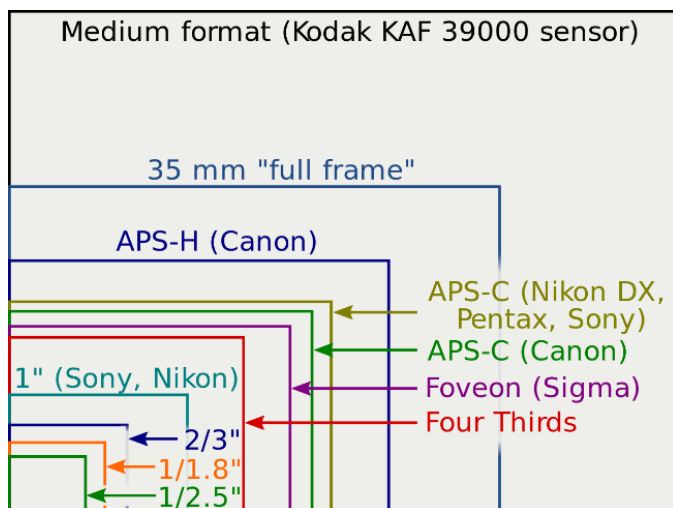 Medium format (Kodak KAF 39000 sensor)
35 mm "full frame"
APS-H (Canon)
APS-C (Nikon DX,
Pentax, Sony)
APS-C (Canon)
1" (Sony, Nikon)
Foveon (Sigma)
Four Thirds
2/3"
1/1.8"
1/2.5"